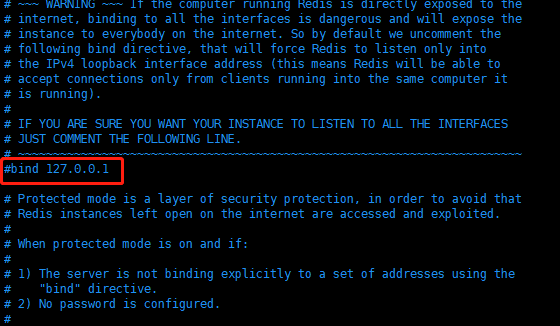 # ~~~ WARNING ~~~ If the computer running Redis is directly exposed to the
# internet, binding to all the interfaces is dangerous and will expose the
# instance to everybody on the internet. So by default we uncomment the
# following bind directive, that will force Redis to listen only into
# the IPv4 loopback interface address (this means Redis will be able to
# accept connections only from clients running into the same computer it
# is running).
#
# IF YOU ARE SURE YOU WANT YOUR INSTANCE TO LISTEN TO ALL THE INTERFACES
# JUST COMMENT THE FOLLOWING LINE.
# ~~~~~~~~~~~~~~~~~~~~~~~~~~~~~~~~~~~~~~~~~~~~~~~~~~~~~~~~~~~~~~~~~~~~~~~~
#bind 127.0.0.1
# Protected mode is a layer of security protection, in order to avoid that
# Redis instances left open on the internet are accessed and exploited.
#
# When protected mode is on and if:
#
# 1) The server is not binding explicitly to a set of addresses using the
#    "bind" directive.
# 2) No password is configured.
#